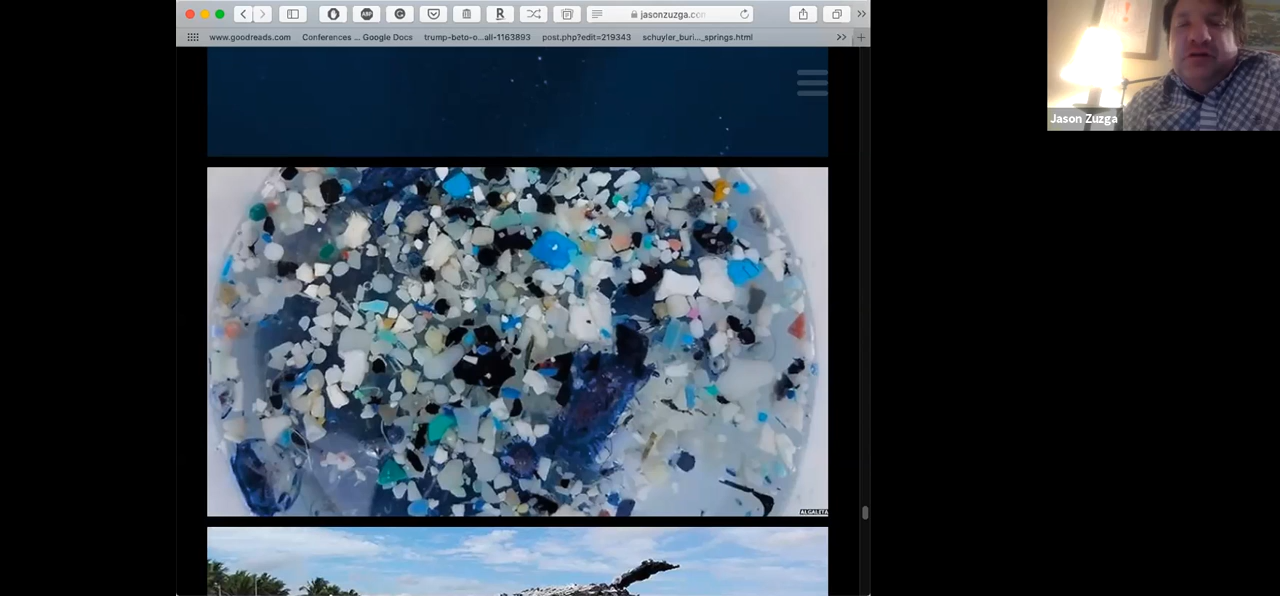 jasonzuzga.com
www.goodreads.com
Conferences ... Google Docs
trump-beto-o...all-1163893
post.php?edit=219343
schuyler_buri..._springs.html
Jason Zuzga